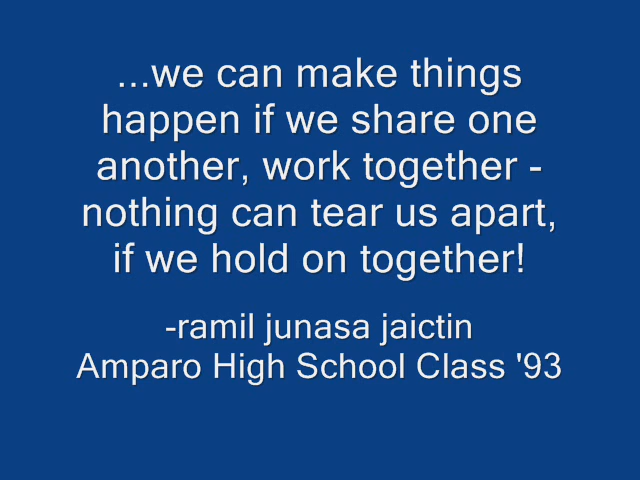 ...we can make things
happen if we share one
another, work together -
nothing can tear us apart,
if we hold on together!
-ramil junasa jaictin
Amparo High School Class '93